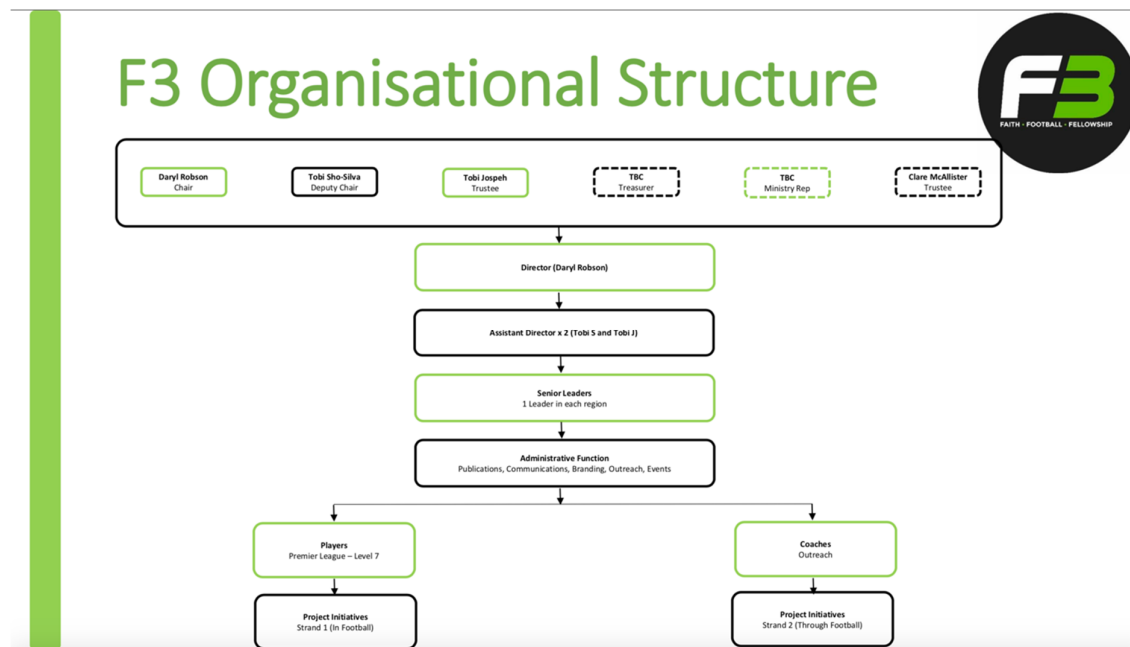 F3 Organisational Structure
F3
FAITH - FOOTBALL - FELLOWSHIP
Daryl Robson
Chair
Tobi Sho-Silva
Deputy Chair
Tobi Jospeh
Trustee
TBC
Treasurer
TBC
Ministry Rep
Clare McAllister
Trustee
Director (Daryl Robson)
Assistant Director x 2 (Tobi S and Tobi J)
Senior Leaders
1 Leader in each region
Administrative Function
Publications, Communications, Branding, Outreach, Events
Players
Premier League – Level 7
Coaches
Outreach
Project Initiatives
Strand 1 (In Football)
Project Initiatives
Strand 2 (Through Football)